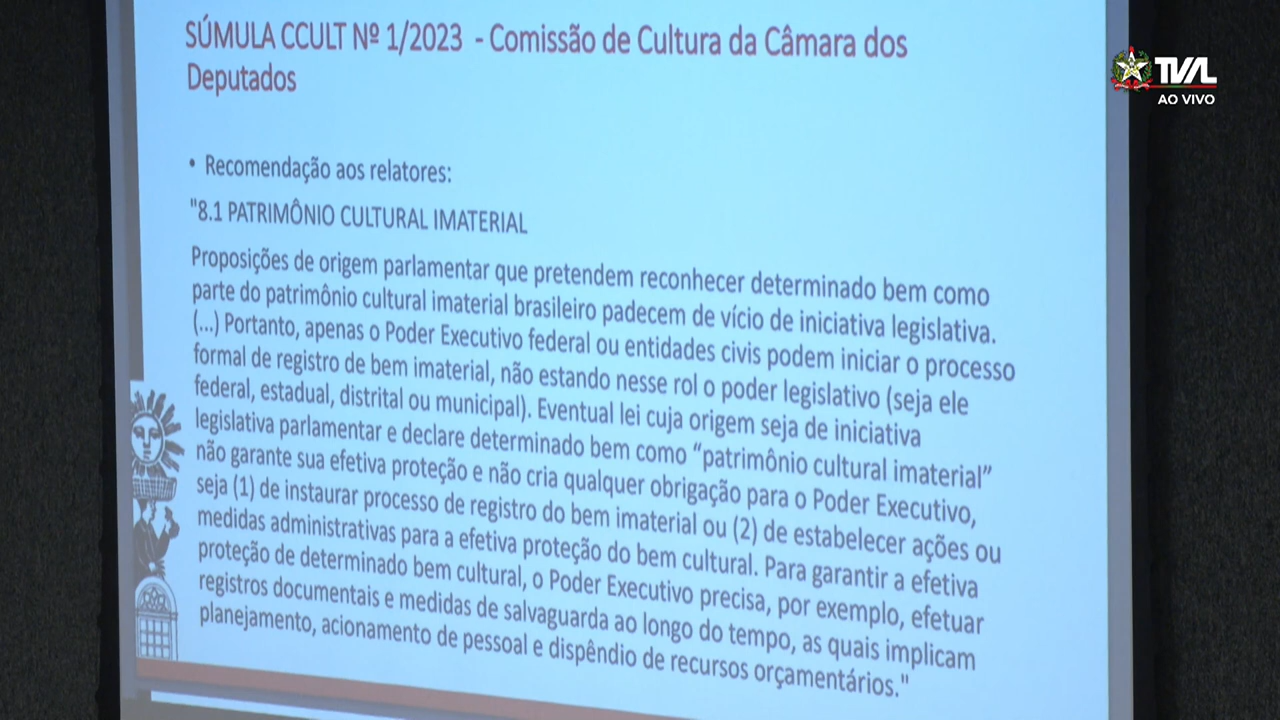 SÚMULA CCULT Nº 1/2023 - Comissão de Cultura da Câmara dos
Deputados
TVAL
AO VIVO
• Recomendação aos relatores:
"8.1 PATRIMÔNIO CULTURAL IMATERIAL
Proposições de origem parlamentar que pretendem reconhecer determinado bem como
parte do patrimônio cultural imaterial brasileiro padecem de vício de iniciativa legislativa.
(...) Portanto, apenas o Poder Executivo federal ou entidades civis podem iniciar o processo
formal de registro de bem imaterial, não estando nesse rol o poder legislativo (seja ele
federal, estadual, distrital ou municipal). Eventual lei cuja origem seja de iniciativa
legislativa parlamentar e declare determinado bem como “patrimônio cultural imaterial”
não garante sua efetiva proteção e não cria qualquer obrigação para o Poder Executivo,
seja (1) de instaurar processo de registro do bem imaterial ou (2) de estabelecer ações ou
medidas administrativas para a efetiva proteção do bem cultural. Para garantir a efetiva
proteção de determinado bem cultural, o Poder Executivo precisa, por exemplo, efetuar
registros documentais e medidas de salvaguarda ao longo do tempo, as quais implicam
planejamento, acionamento de pessoal e dispêndio de recursos orçamentários."